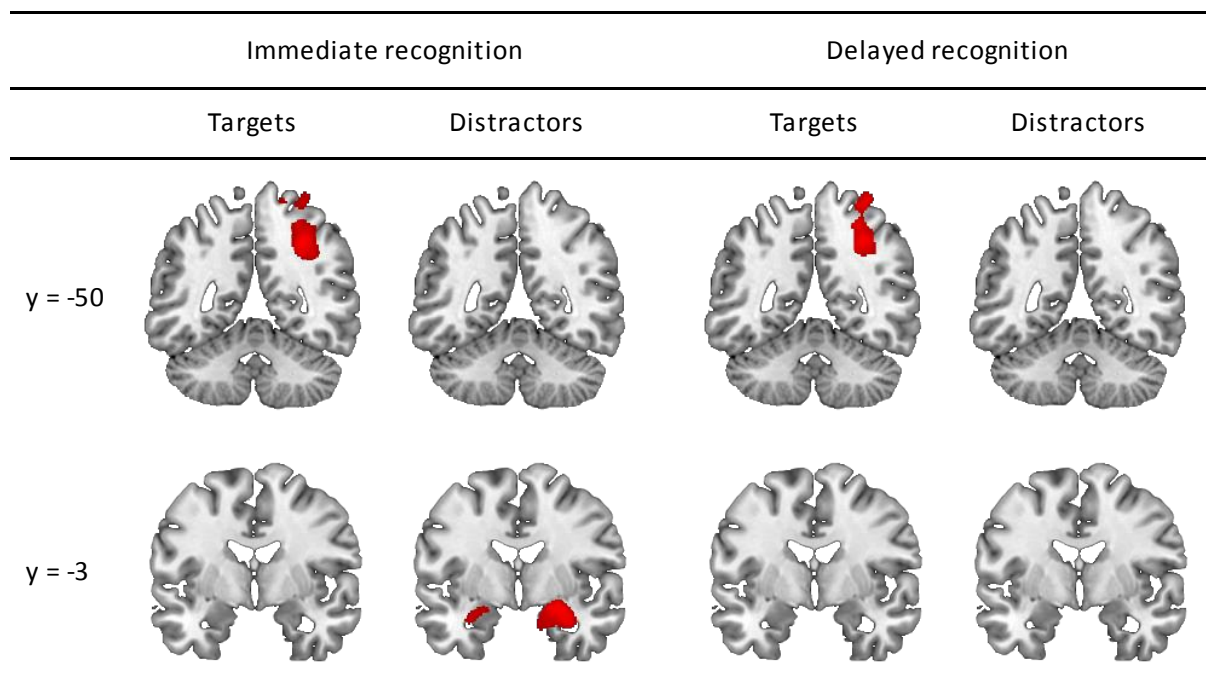 Immediate recognition Delayed recognition
Targets Distractors Targets Distractors
y = -50
y = -3